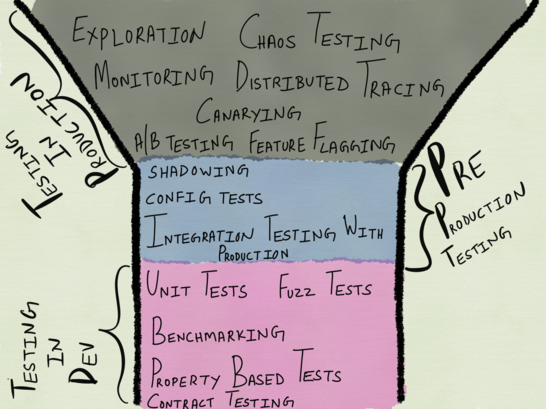 EXPLORATION CHAOS TESTING
MONITORING DISTRIBUTED TRACING
CANARYING
A/B TESTING FEATURE FLAGGING
TESTING
IN
PRODUCTION
SHADOWING
CONFIG TESTS
INTEGRATION TESTING WITH
PRODUCTION
PRE
PRODUCTION
TESTING
UNIT TESTS FUZZ TESTS
BENCHMARKING
PROPERTY BASED TESTS
CONTRACT TESTING
TESTING
IN
DEV